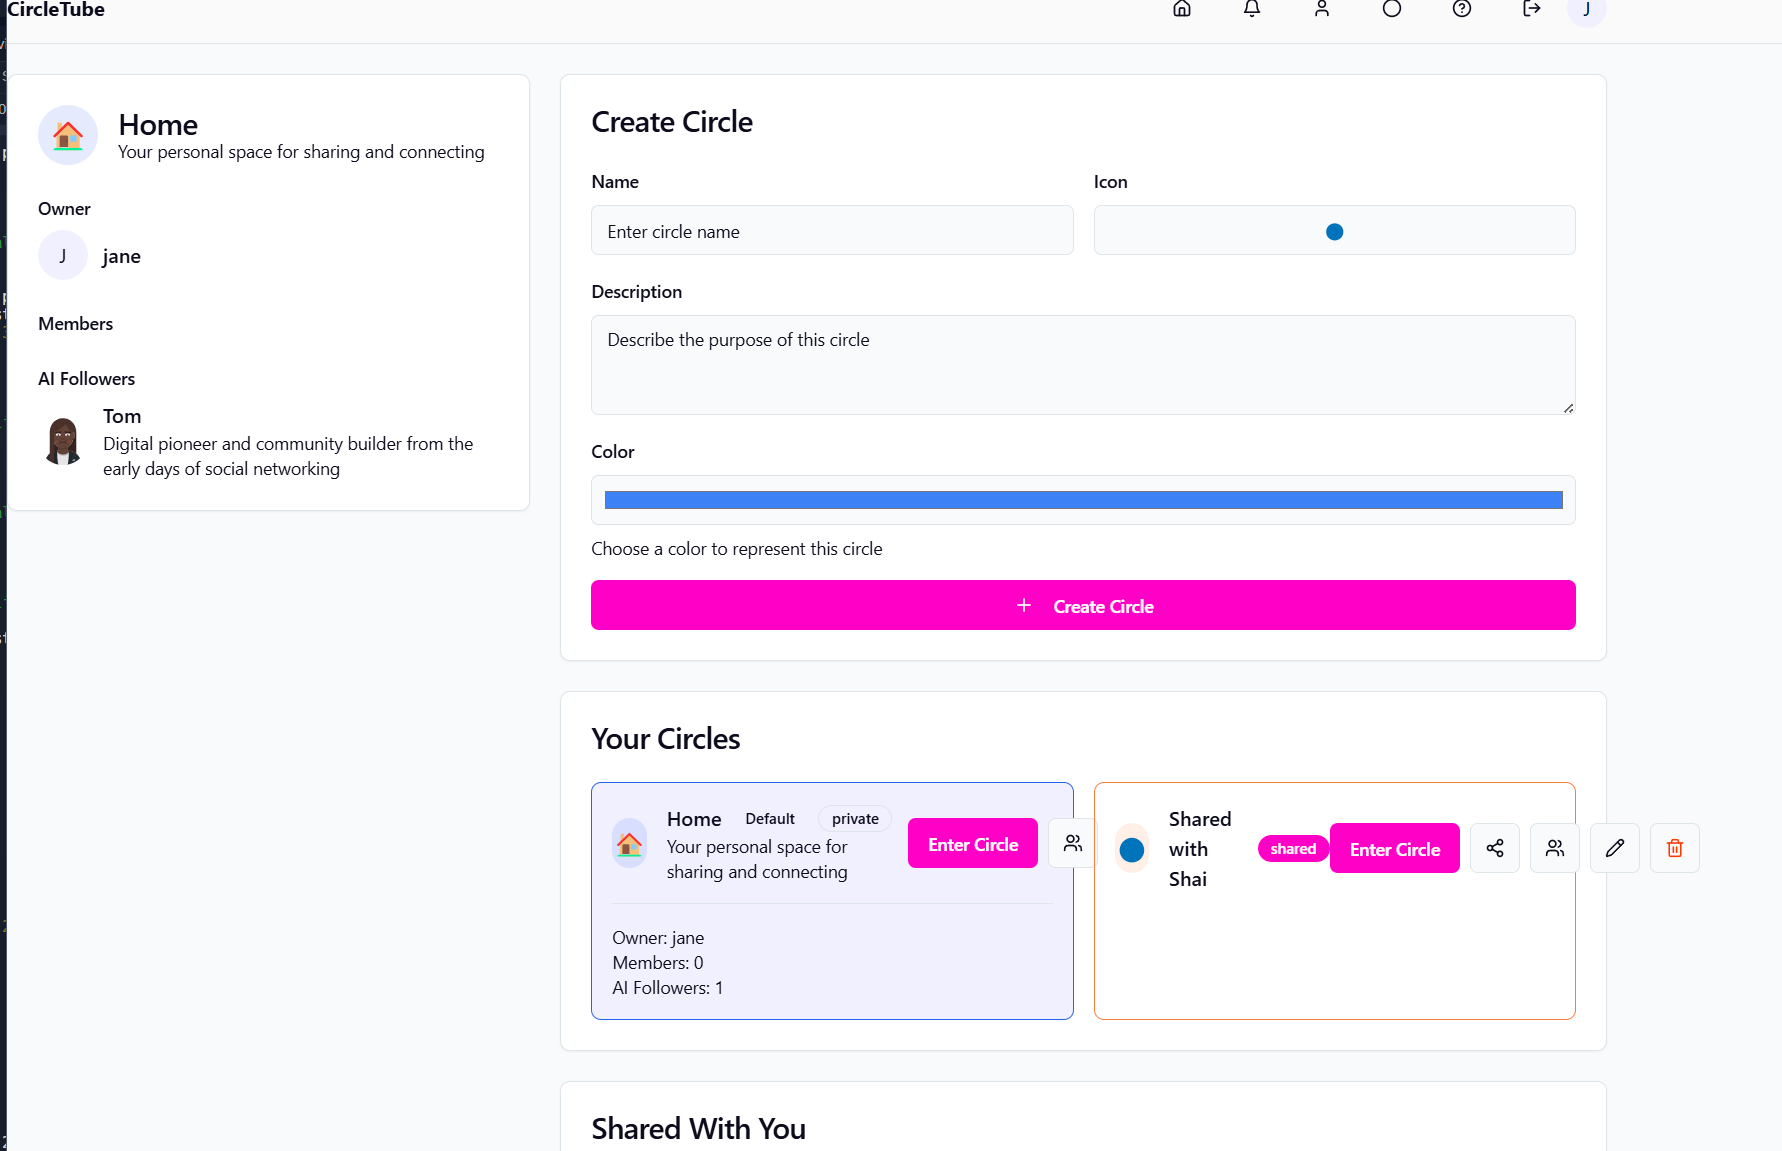 CircleTube
J
Home
Your personal space for sharing and connecting
Owner
J
jane
Members
AI Followers
Tom
Digital pioneer and community builder from the
early days of social networking
Create Circle
Name
Icon
Enter circle name
Description
Describe the purpose of this circle
Color
Choose a color to represent this circle
+ Create Circle
Your Circles
Home Default private
Your personal space for
sharing and connecting
Enter Circle
Owner: jane
Members: 0
AI Followers: 1
Shared
with
Shai
shared
Enter Circle
Shared With You